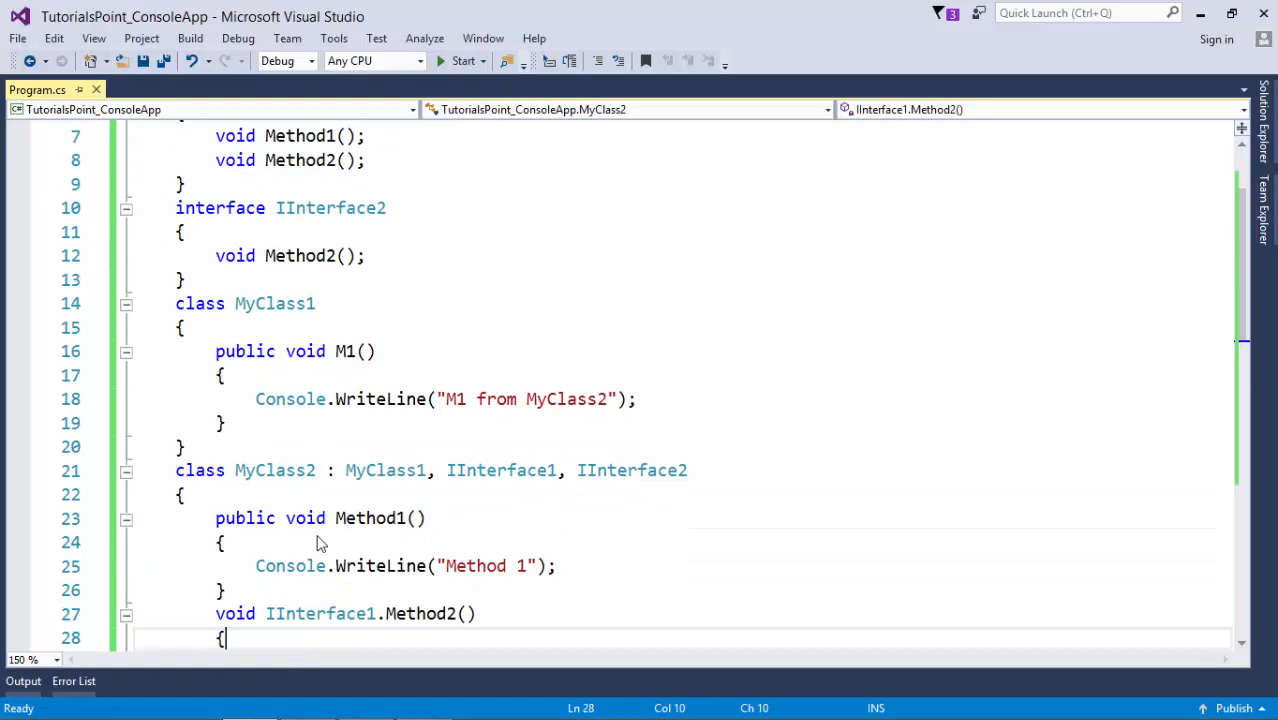 TutorialsPoint_ConsoleApp - Microsoft Visual Studio
3
Quick Launch (Ctrl+Q)
File Edit View Project Build Debug Team Tools Test Analyze Window Help
Sign in
Debug Any CPU Start
Program.cs
TutorialsPoint_ConsoleApp TutorialsPoint_ConsoleApp.MyClass2 IInterface1.Method2()
7 void Method1();
8 void Method2();
9 }
10 interface IInterface2
11 {
12 void Method2();
13 }
14 class MyClass1
15 {
16 public void M1()
17 {
18 Console.WriteLine("M1 from MyClass2");
19 }
20 }
21 class MyClass2 : MyClass1, IInterface1, IInterface2
22 {
23 public void Method1()
24 {
25 Console.WriteLine("Method 1");
26 }
27 void IInterface1.Method2()
28 {
Solution Explorer
Team Explorer
150 %
Output Error List
Ready Ln 28 Col 10 Ch 10 INS Publish